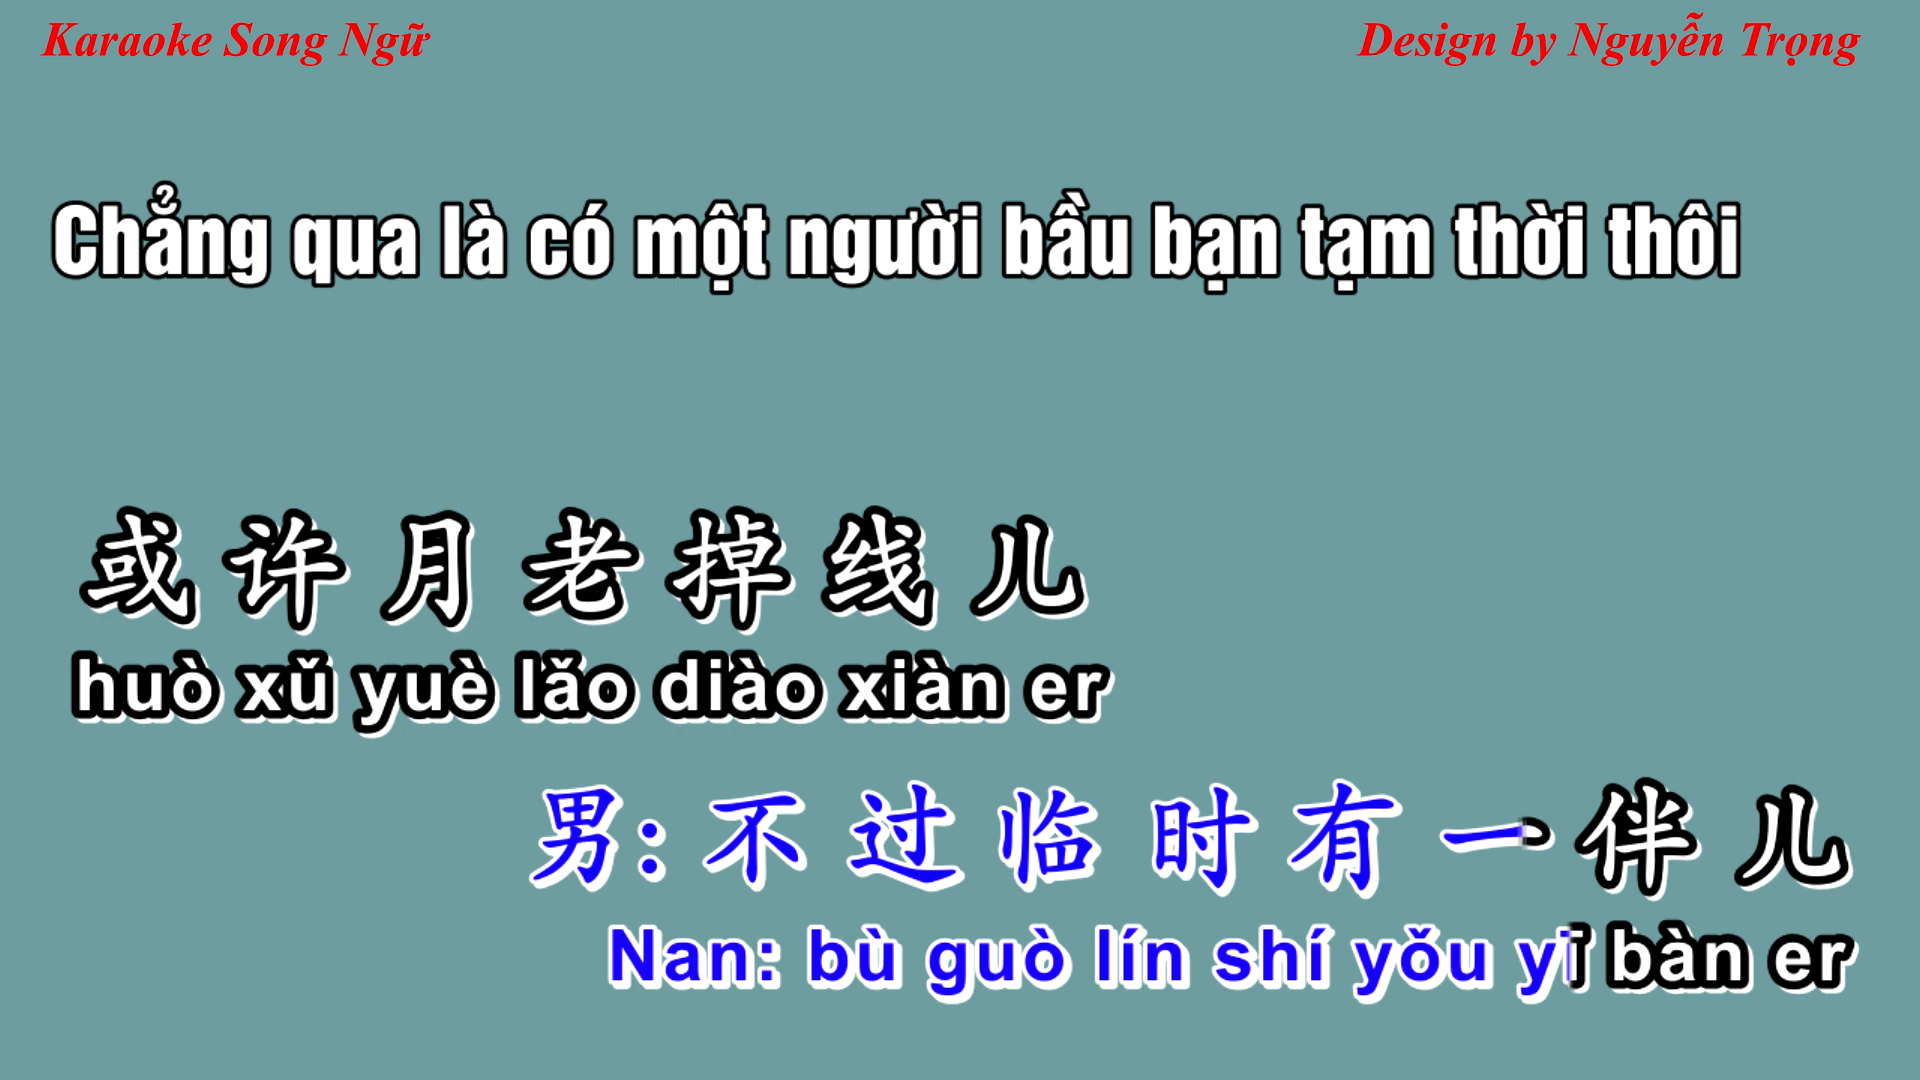 Karaoke Song Ngữ
Design by Nguyễn Trọng
Chẳng qua là có một người bầu bạn tạm thời thôi
或许月老掉线儿
huò xǔ yuè lǎo diào xiàn er
男: 不过临时有一伴儿
Nan: bù guò lín shí yǒu yī bàn er